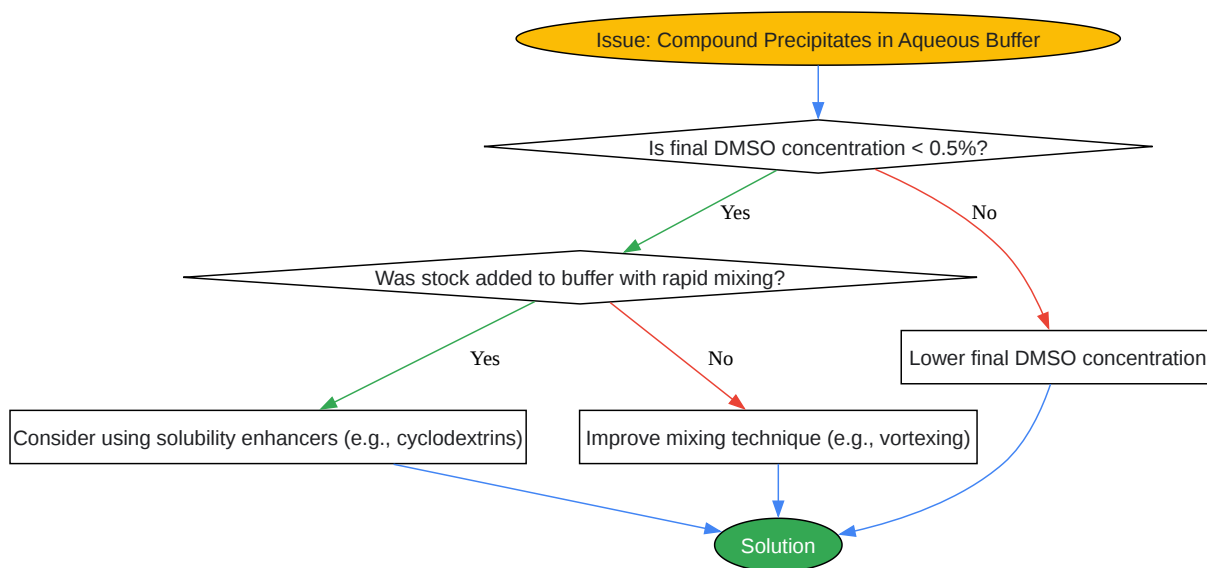 Issue: Compound Precipitates in Aqueous Buffer
Is final DMSO concentration < 0.5%?
Yes
No
Was stock added to buffer with rapid mixing?
Yes
No
Lower final DMSO concentration
Consider using solubility enhancers (e.g., cyclodextrins)
Improve mixing technique (e.g., vortexing)
Solution